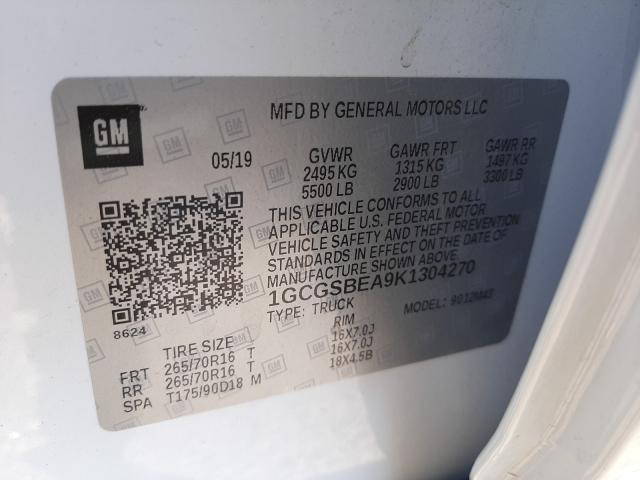 GM
MFD BY GENERAL MOTORS LLC
05/19 GVWR GAWR FRT GAWR RR
2495 KG 1315 KG 1497 KG
5500 LB 2900 LB 3300 LB
THIS VEHICLE CONFORMS TO ALL
APPLICABLE U.S. FEDERAL MOTOR
VEHICLE SAFETY AND THEFT PREVENTION
STANDARDS IN EFFECT ON THE DATE OF
MANUFACTURE SHOWN ABOVE.
1GCGSBEA9K1304270
TYPE: TRUCK MODEL: 9012M43
8624
TIRE SIZE RIM
FRT 265/70R16 T 16X7.0J
RR 265/70R16 T 16X7.0J
SPA T175/90D18 M 18X4.5B